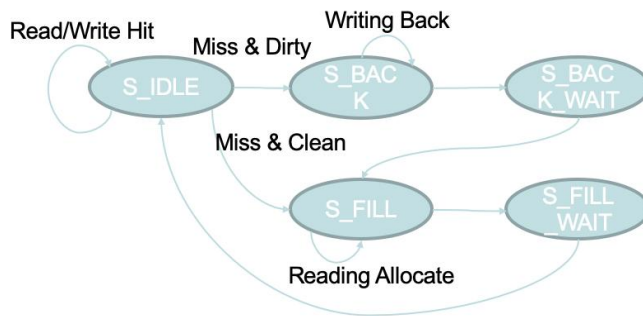 Read/Write Hit
Writing Back
Miss & Dirty
S_IDLE
S_BAC
K
S_BAC
K_WAIT
Miss & Clean
S_FILL
S_FILL
_WAIT
Reading Allocate